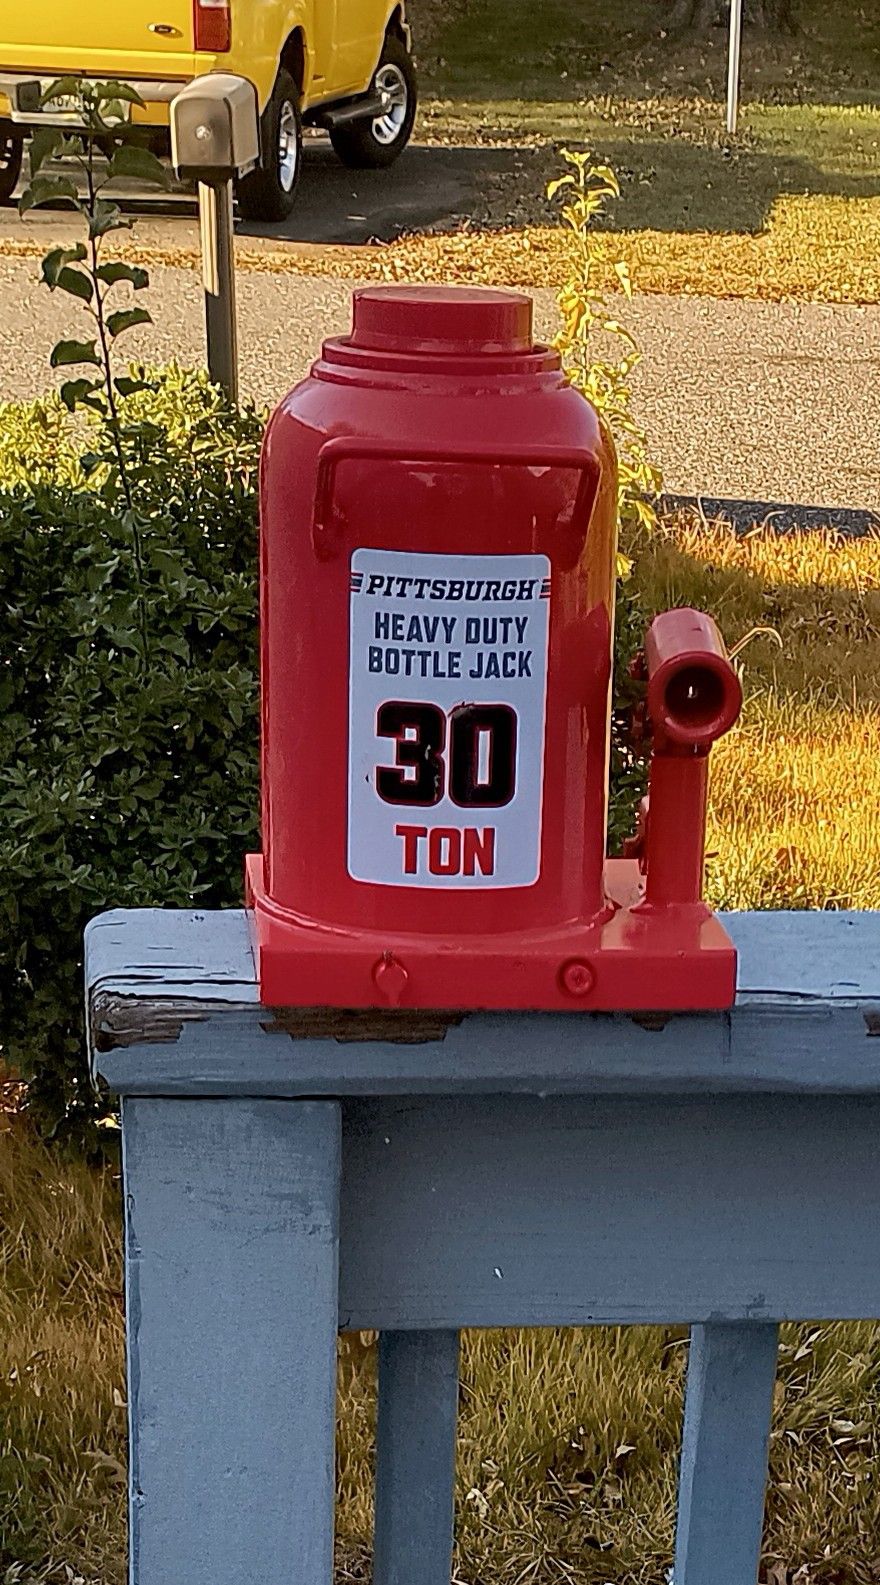 PITTSBURGH
HEAVY DUTY
BOTTLE JACK
30
TON